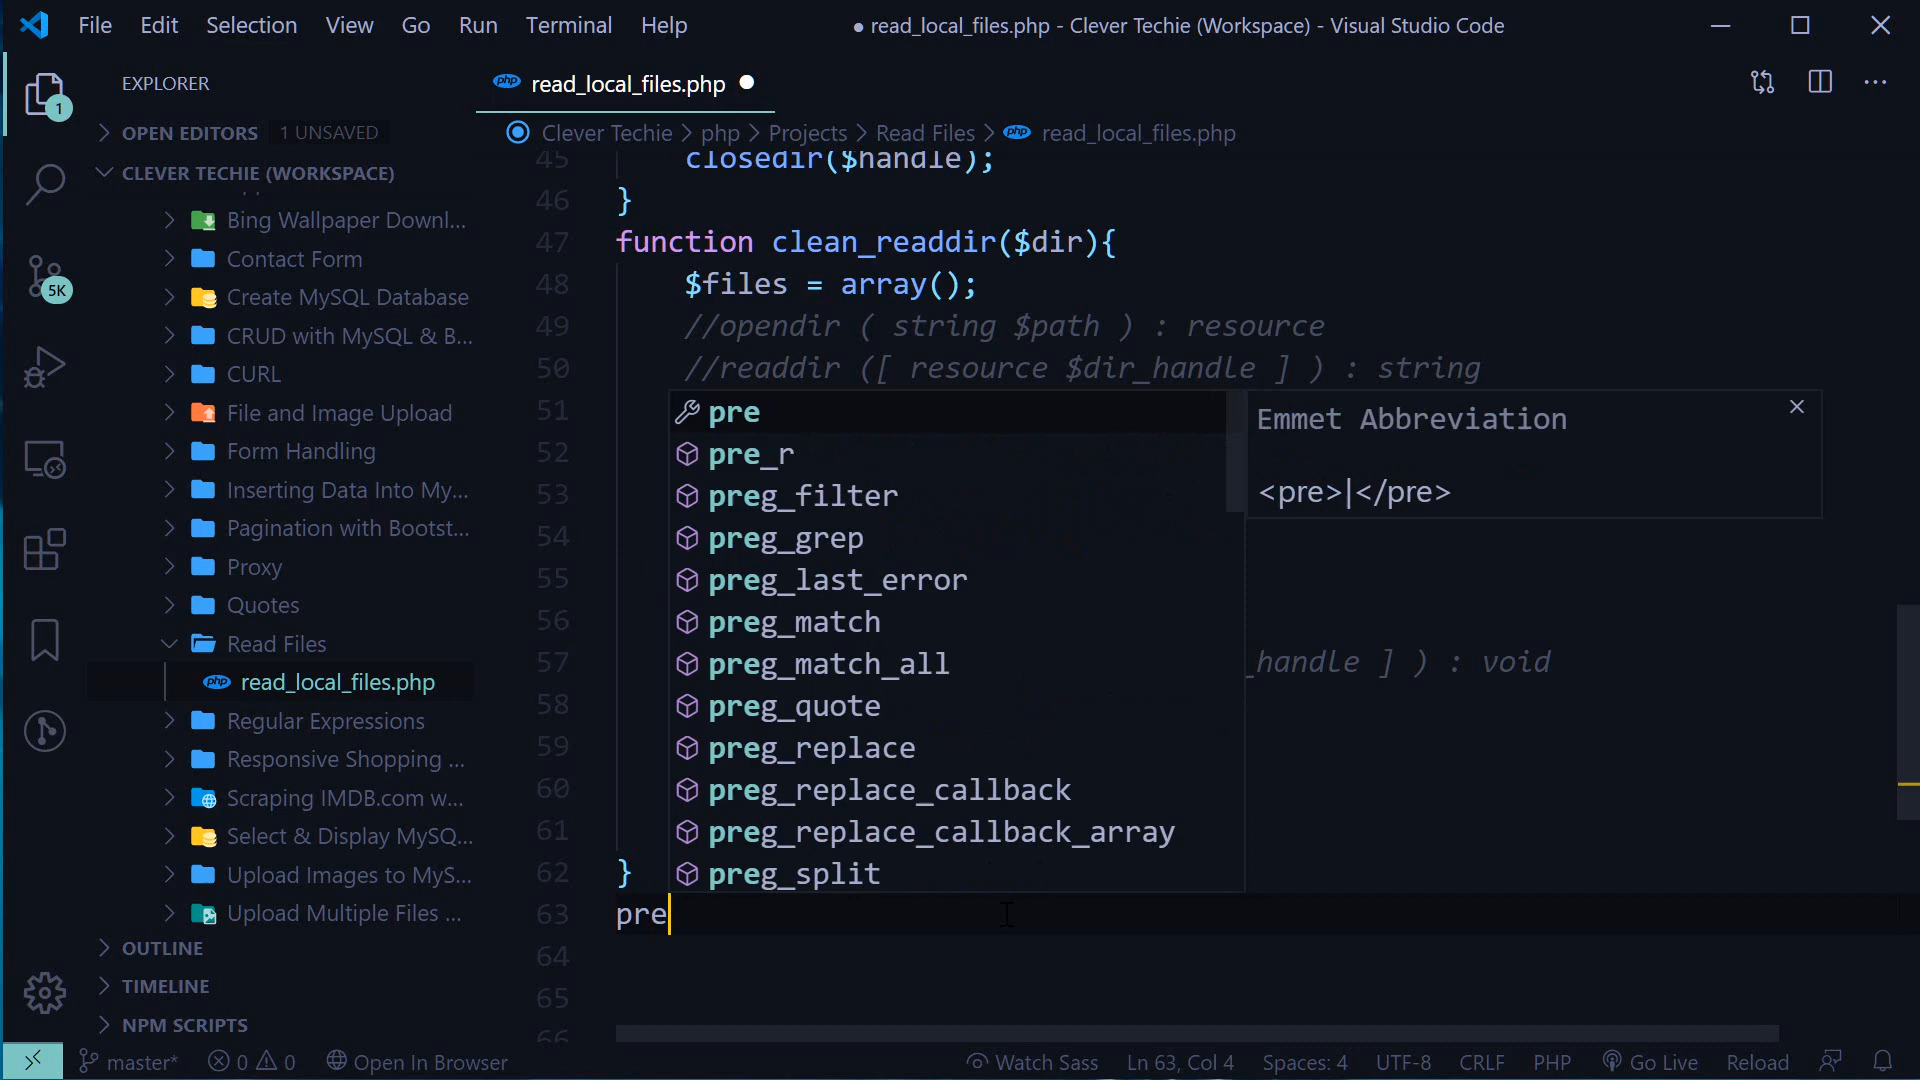 File Edit Selection View Go Run Terminal Help
● read_local_files.php - Clever Techie (Workspace) - Visual Studio Code
EXPLORER
1
OPEN EDITORS 1 UNSAVED
CLEVER TECHIE (WORKSPACE)
Bing Wallpaper Downl...
Contact Form
5K
Create MySQL Database
CRUD with MySQL & B...
CURL
File and Image Upload
Form Handling
Inserting Data Into My...
Pagination with Bootst...
Proxy
Quotes
Read Files
php read_local_files.php
Regular Expressions
Responsive Shopping ...
Scraping IMDB.com w...
Select & Display MySQ...
Upload Images to MyS...
Upload Multiple Files ...
OUTLINE
TIMELINE
NPM SCRIPTS
php read_local_files.php
Clever Techie > php > Projects > Read Files > php read_local_files.php
45 closedir($handle);
46 }
47 function clean_readdir($dir){
48 $files = array();
49 //opendir ( string $path ) : resource
50 //readdir ([ resource $dir_handle ] ) : string
51
52
53
54
55
56
57 _handle ] ) : void
58
59
60
61
62 }
63 pre
64
65
66
pre
pre_r
preg_filter
preg_grep
preg_last_error
preg_match
preg_match_all
preg_quote
preg_replace
preg_replace_callback
preg_replace_callback_array
preg_split
Emmet Abbreviation
<pre>|</pre>
master* 0 0 Open In Browser Watch Sass Ln 63, Col 4 Spaces: 4 UTF-8 CRLF PHP Go Live Reload